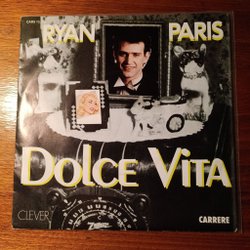 RYAN PARIS
DOLCE VITA
CLEVER
CARRERE